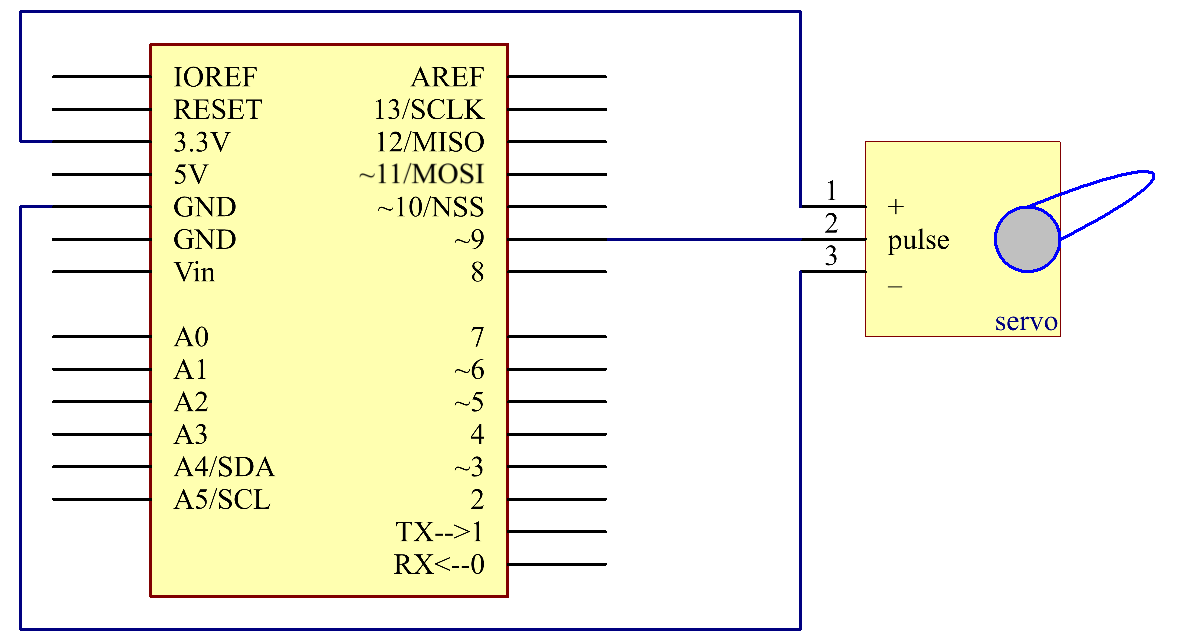 IOREF AREF
RESET 13/SCLK
3.3V 12/MISO
5V ~11/MOSI
GND ~10/NSS
GND ~9
Vin 8
A0 7
A1 ~6
A2 ~5
A3 4
A4/SDA ~3
A5/SCL 2
TX-->1
RX<--0
1
+
2
pulse
3
–
servo